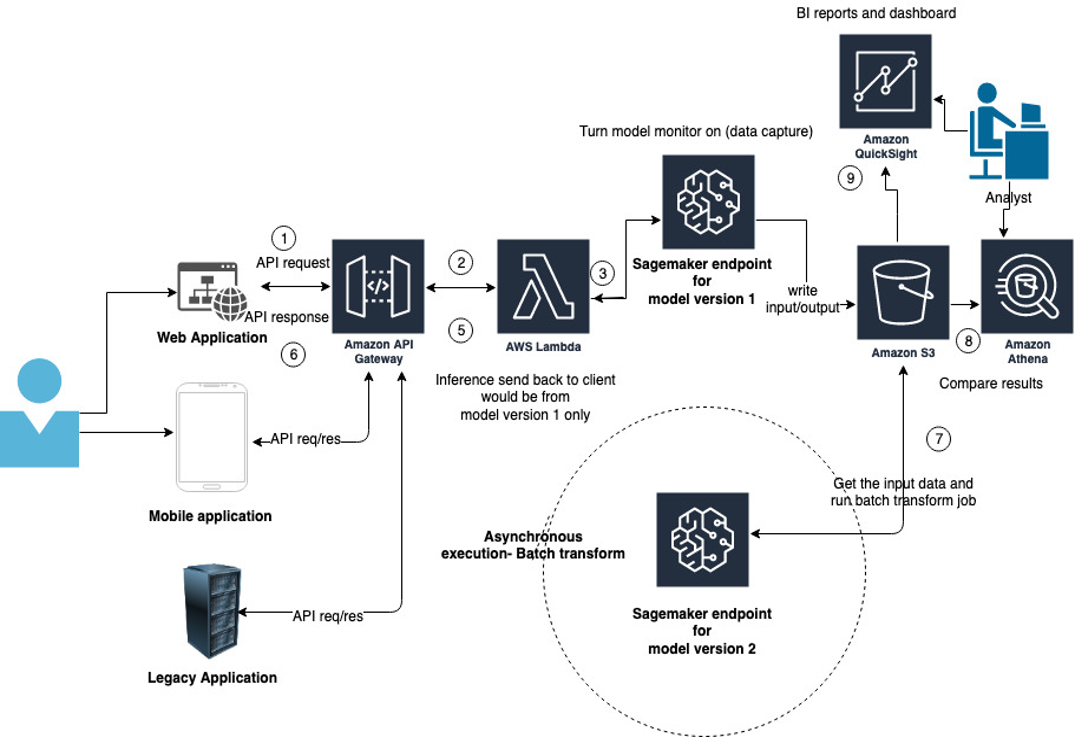 BI reports and dashboard
Amazon
QuickSight
9
Analyst
Turn model monitor on (data capture)
Sagemaker endpoint
for
model version 1
1
API request
API response
6
Web Application
Amazon API
Gateway
2
5
AWS Lambda
3
Inference send back to client
would be from
model version 1 only
write
input/output
Amazon S3
8
Amazon
Athena
Compare results
API req/res
Mobile application
7
Get the input data and
run batch transform job
Asynchronous
execution- Batch transform
Sagemaker endpoint
for
model version 2
API req/res
Legacy Application